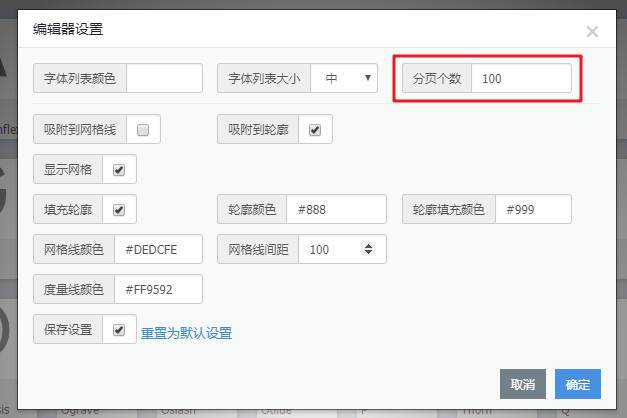 编辑器设置 ×
字体列表颜色 字体列表大小 中 分页个数 100
吸附到网格线 吸附到轮廓
显示网格
填充轮廓 轮廓颜色 #888 轮廓填充颜色 #999
网格线颜色 #DEDCFE 网格线间距 100
度量线颜色 #FF9592
保存设置 重置为默认设置
取消 确定
Ograve Oslash Otilde P Thorn Q